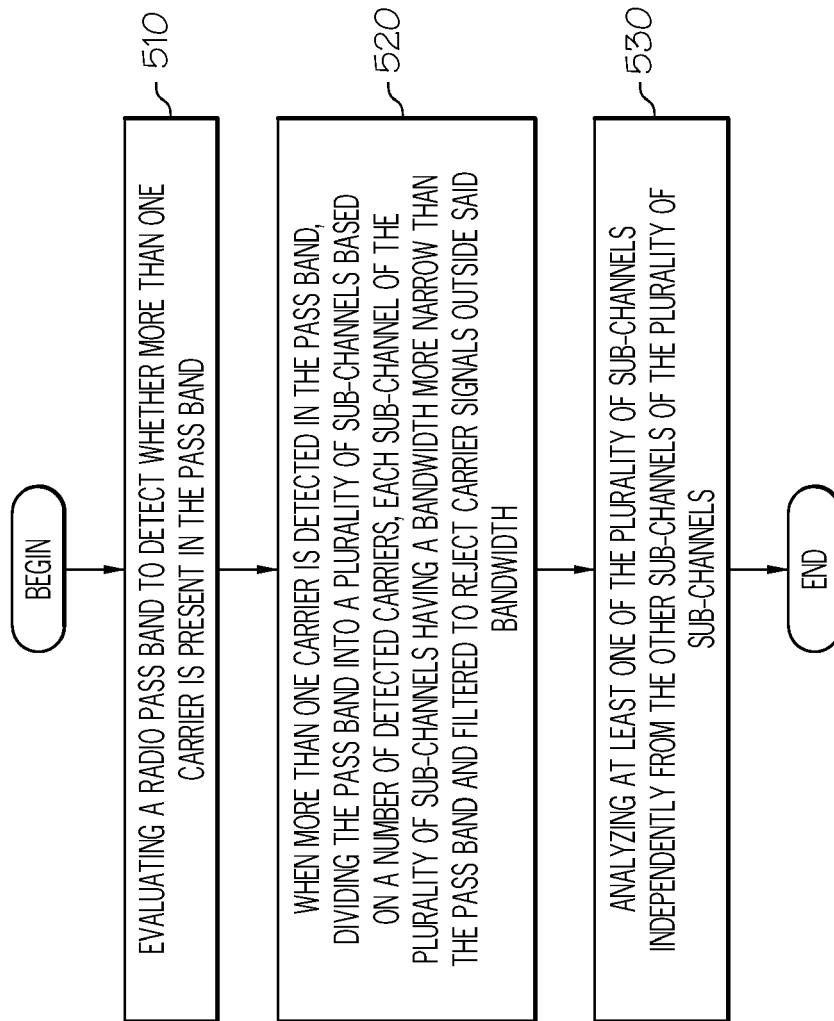 BEGIN
EVALUATING A RADIO PASS BAND TO DETECT WHETHER MORE THAN ONE
CARRIER IS PRESENT IN THE PASS BAND
510
WHEN MORE THAN ONE CARRIER IS DETECTED IN THE PASS BAND,
DIVIDING THE PASS BAND INTO A PLURALITY OF SUB-CHANNELS BASED
ON A NUMBER OF DETECTED CARRIERS, EACH SUB-CHANNEL OF THE
PLURALITY OF SUB-CHANNELS HAVING A BANDWIDTH MORE NARROW THAN
THE PASS BAND AND FILTERED TO REJECT CARRIER SIGNALS OUTSIDE SAID
BANDWIDTH
520
ANALYZING AT LEAST ONE OF THE PLURALITY OF SUB-CHANNELS
INDEPENDENTLY FROM THE OTHER SUB-CHANNELS OF THE PLURALITY OF
SUB-CHANNELS
530
END